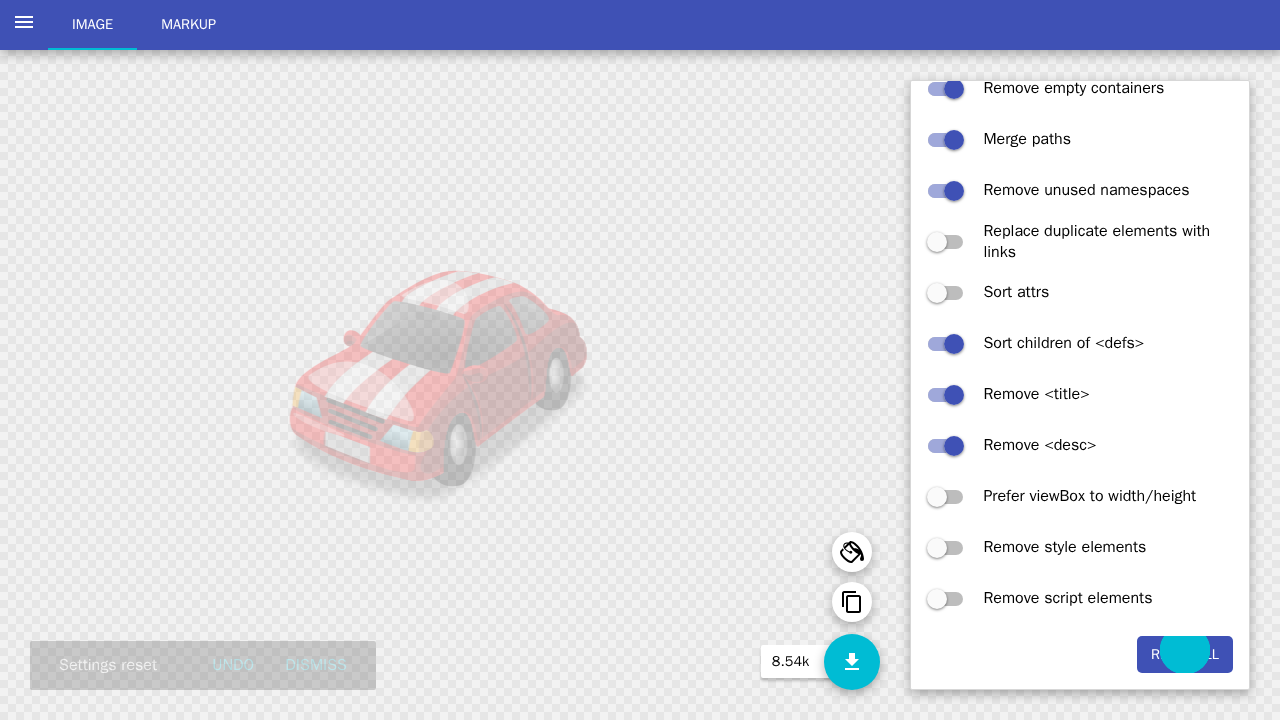 IMAGE
MARKUP
Remove empty containers
Merge paths
Remove unused namespaces
Replace duplicate elements with
links
Sort attrs
Sort children of <defs>
Remove <title>
Remove <desc>
Prefer viewBox to width/height
Remove style elements
Remove script elements
8.54k
Settings reset
UNDO
DISMISS